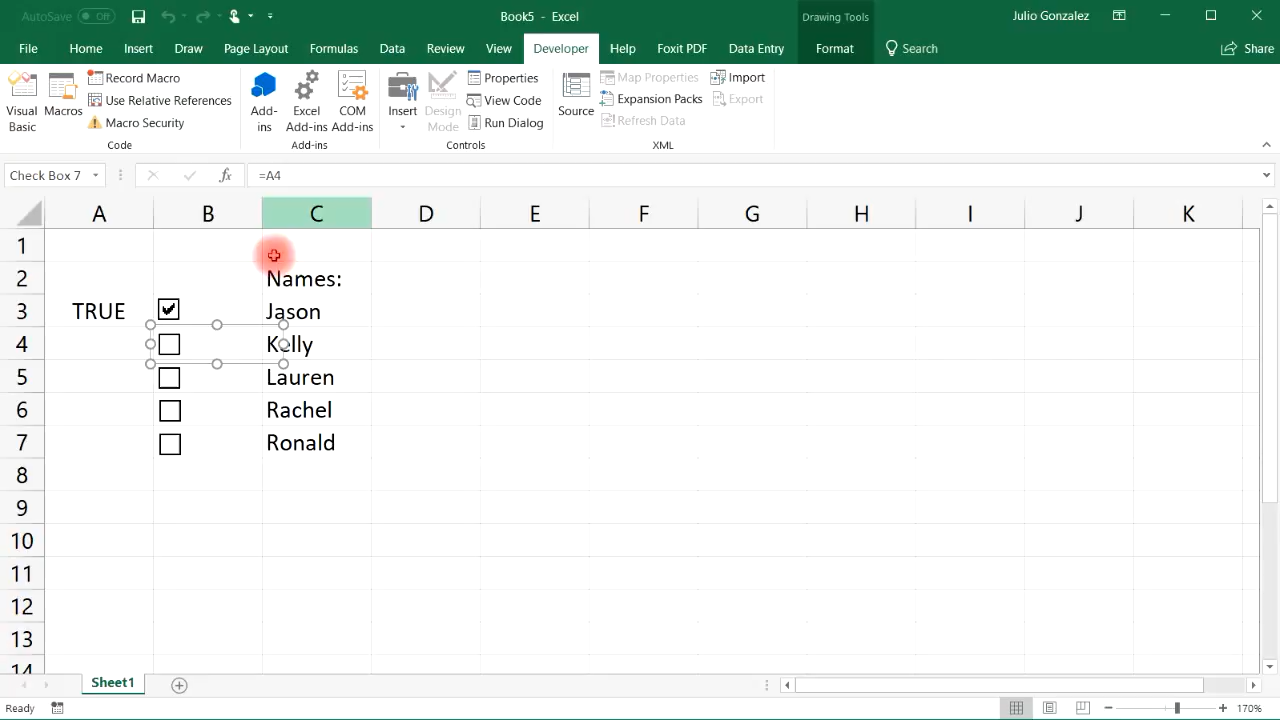 AutoSave Off
Book5 - Excel
Drawing Tools
Julio Gonzalez
File Home Insert Draw Page Layout Formulas Data Review View Developer Help Foxit PDF Data Entry Format Search Share
Visual Basic
Macros
Record Macro
Use Relative References
Macro Security
Code
Add-ins
Excel Add-ins
COM Add-ins
Add-ins
Insert
Design Mode
Properties
View Code
Run Dialog
Controls
Source
Map Properties
Expansion Packs
Refresh Data
Import
Export
XML
Check Box 7 fx =A4
A B C D E F G H I J K
1
2 Names:
3 TRUE Jason
4 Kelly
5 Lauren
6 Rachel
7 Ronald
8
9
10
11
12
13
14
Sheet1
Ready 170%